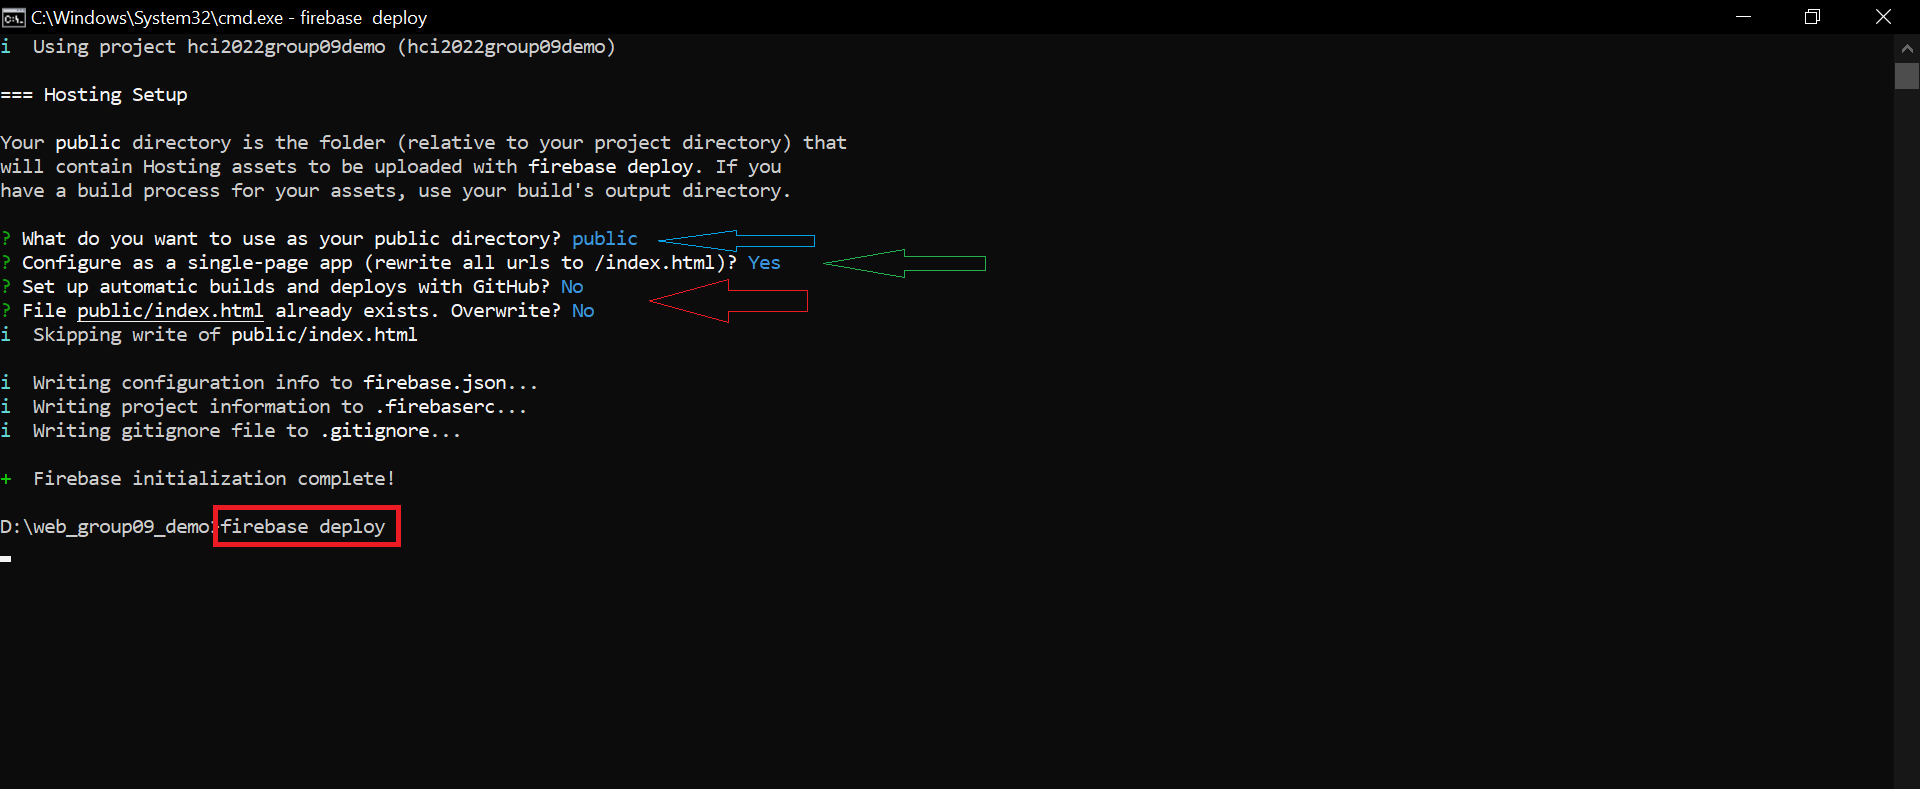 C:\Windows\System32\cmd.exe - firebase  deploy
i  Using project hci2022group09demo (hci2022group09demo)
=== Hosting Setup
Your public directory is the folder (relative to your project directory) that
will contain Hosting assets to be uploaded with firebase deploy. If you
have a build process for your assets, use your build's output directory.
? What do you want to use as your public directory? public
? Configure as a single-page app (rewrite all urls to /index.html)? Yes
? Set up automatic builds and deploys with GitHub? No
? File public/index.html already exists. Overwrite? No
i  Skipping write of public/index.html
i  Writing configuration info to firebase.json...
i  Writing project information to .firebaserc...
i  Writing gitignore file to .gitignore...
+  Firebase initialization complete!
D:\web_group09_demo>firebase deploy